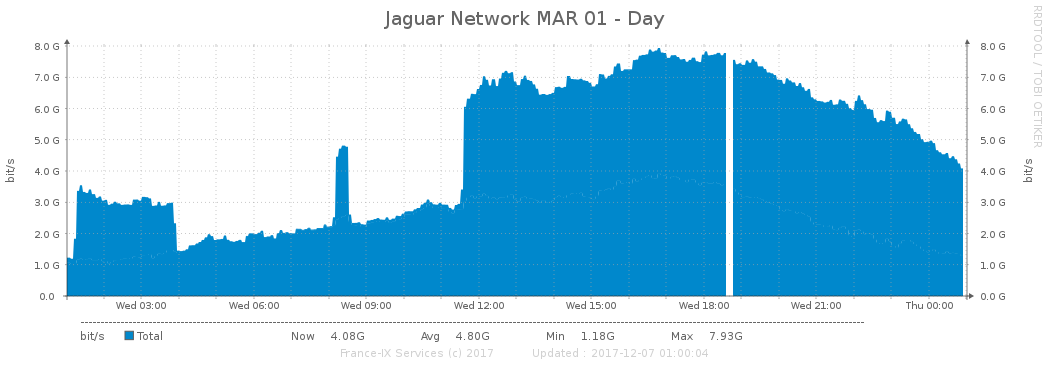 Jaguar Network MAR 01 - Day
RRDTOOL / TOBI OETIKER
8.0 G 8.0 G
7.0 G 7.0 G
6.0 G 6.0 G
5.0 G 5.0 G
4.0 G 4.0 G
3.0 G 3.0 G
2.0 G 2.0 G
1.0 G 1.0 G
0.0 0.0 G
bit/s bit/s
Wed 03:00 Wed 06:00 Wed 09:00 Wed 12:00 Wed 15:00 Wed 18:00 Wed 21:00 Thu 00:00
bit/s Total Now 4.08G Avg 4.80G Min 1.18G Max 7.93G
France-IX Services (c) 2017 Updated : 2017-12-07 01:00:04